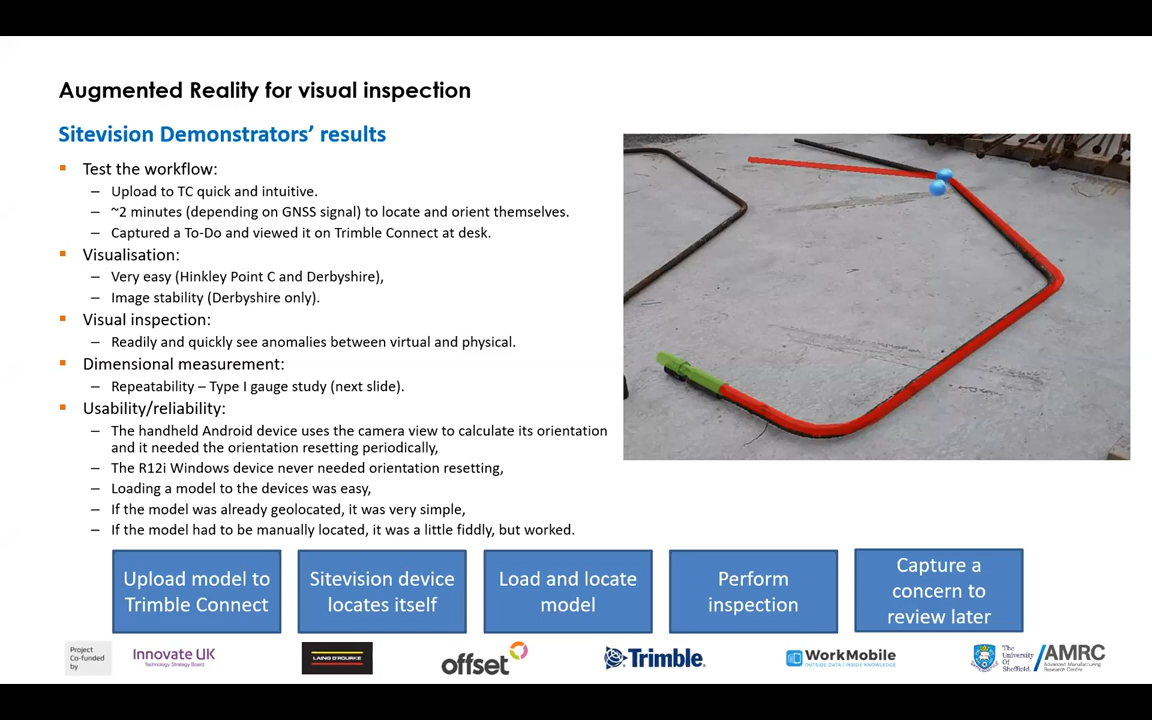 Augmented Reality for visual inspection
Sitevision Demonstrators’ results
▪ Test the workflow:
– Upload to TC quick and intuitive.
– ~2 minutes (depending on GNSS signal) to locate and orient themselves.
– Captured a To-Do and viewed it on Trimble Connect at desk.
▪ Visualisation:
– Very easy (Hinkley Point C and Derbyshire),
– Image stability (Derbyshire only).
▪ Visual inspection:
– Readily and quickly see anomalies between virtual and physical.
▪ Dimensional measurement:
– Repeatability – Type I gauge study (next slide).
▪ Usability/reliability:
– The handheld Android device uses the camera view to calculate its orientation
and it needed the orientation resetting periodically,
– The R12i Windows device never needed orientation resetting,
– Loading a model to the devices was easy,
– If the model was already geolocated, it was very simple,
– If the model had to be manually located, it was a little fiddly, but worked.
Upload model to
Trimble Connect
Sitevision device
locates itself
Load and locate
model
Perform
inspection
Capture a
concern to
review later
Project
Co-funded
by
Innovate UK
Technology Strategy Board
LAING O'ROURKE
offset
Trimble.
WorkMobile
OUTSIDE DATA | INSIDE KNOWLEDGE
The
University
Of
Sheffield.
AMRC
Advanced Manufacturing
Research Centre